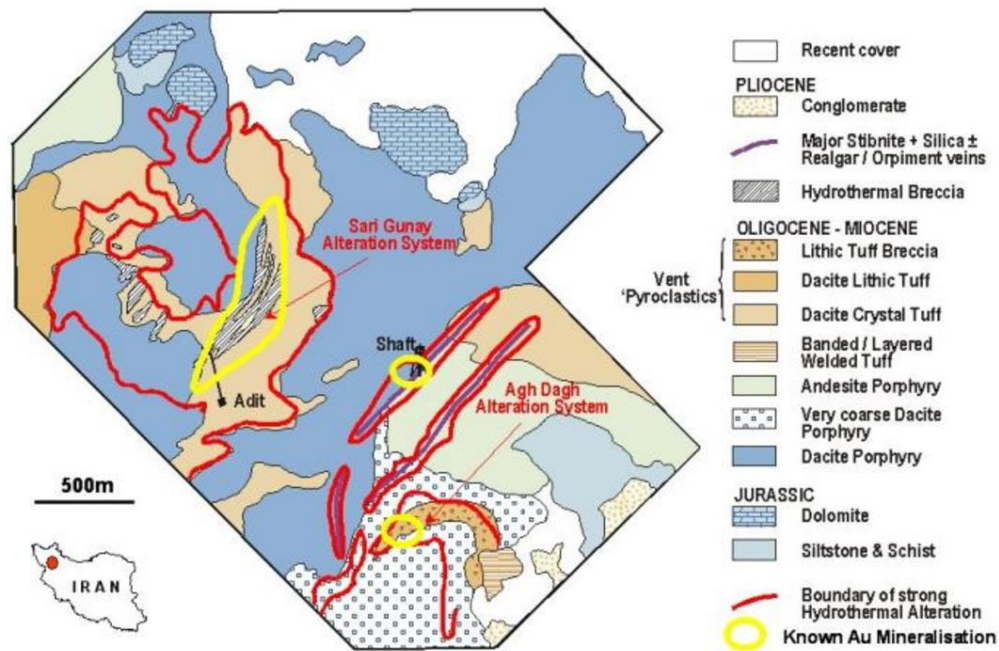 Recent cover
PLIOCENE
Conglomerate
Major Stibnite + Silica ±
Realgar / Orpiment veins
Hydrothermal Breccia
OLIGOCENE - MIOCENE
Lithic Tuff Breccia
Vent
'Pyroclastics'
Dacite Lithic Tuff
Dacite Crystal Tuff
Banded / Layered
Welded Tuff
Andesite Porphyry
Very coarse Dacite
Porphyry
Dacite Porphyry
JURASSIC
Dolomite
Siltstone & Schist
Boundary of strong
Hydrothermal Alteration
Known Au Mineralisation
Sari Gunay
Alteration System
Shaft
Adit
Agh Dagh
Alteration System
500m
IRAN